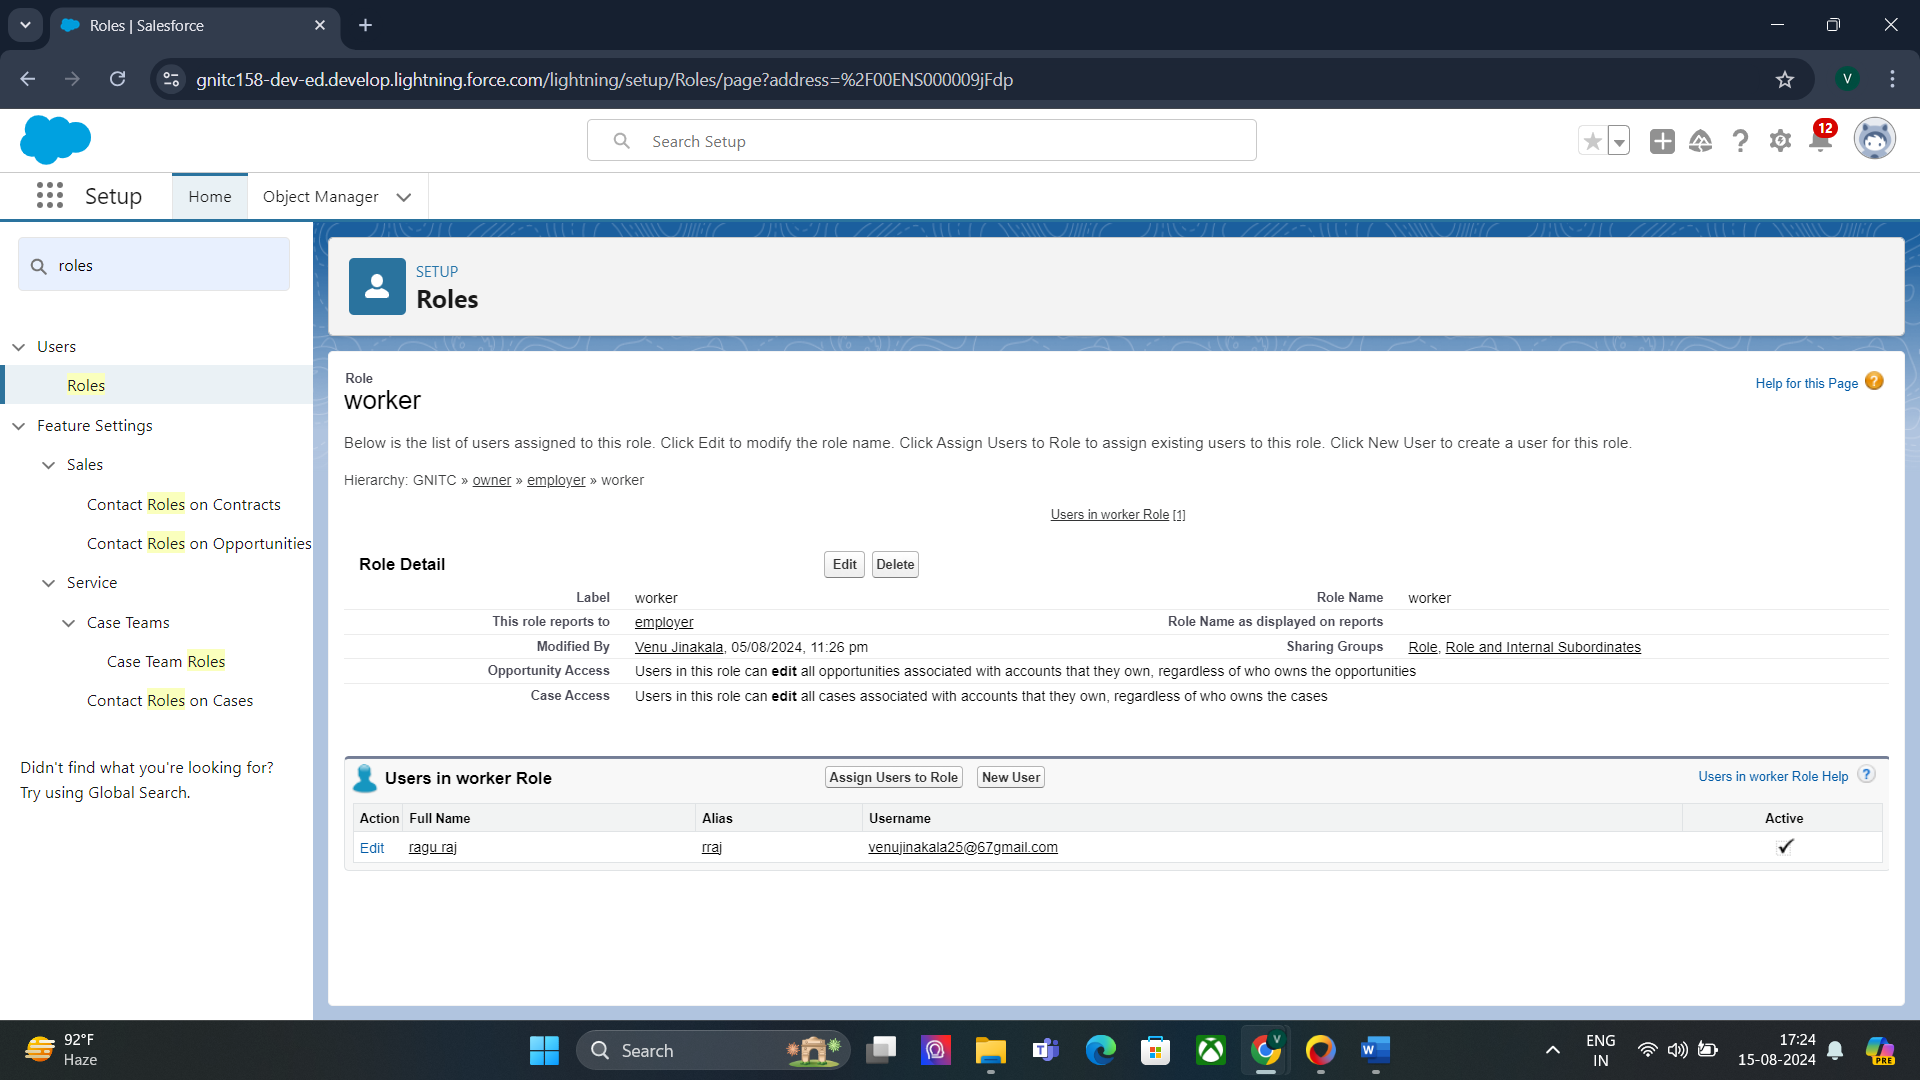 Roles | Salesforce
gnitc158-dev-ed.develop.lightning.force.com/lightning/setup/Roles/page?address=%2F00ENS000009jFdp
V
Search Setup
12
Setup
Home
Object Manager
roles
Users
Roles
Feature Settings
Sales
Contact Roles on Contracts
Contact Roles on Opportunities
Service
Case Teams
Case Team Roles
Contact Roles on Cases
Didn't find what you're looking for?
Try using Global Search.
SETUP
Roles
Role
worker
Help for this Page
Below is the list of users assigned to this role. Click Edit to modify the role name. Click Assign Users to Role to assign existing users to this role. Click New User to create a user for this role.
Hierarchy: GNITC » owner » employer » worker
Users in worker Role [1]
Role Detail Edit Delete
Label worker Role Name worker
This role reports to employer Role Name as displayed on reports
Modified By Venu Jinakala, 05/08/2024, 11:26 pm Sharing Groups Role, Role and Internal Subordinates
Opportunity Access Users in this role can edit all opportunities associated with accounts that they own, regardless of who owns the opportunities
Case Access Users in this role can edit all cases associated with accounts that they own, regardless of who owns the cases
Users in worker Role Assign Users to Role New User Users in worker Role Help ?
Action Full Name Alias Username Active
Edit ragu raj rraj venujinakala25@67gmail.com
92°F
Haze
Search
ENG
IN
17:24
15-08-2024
PRE